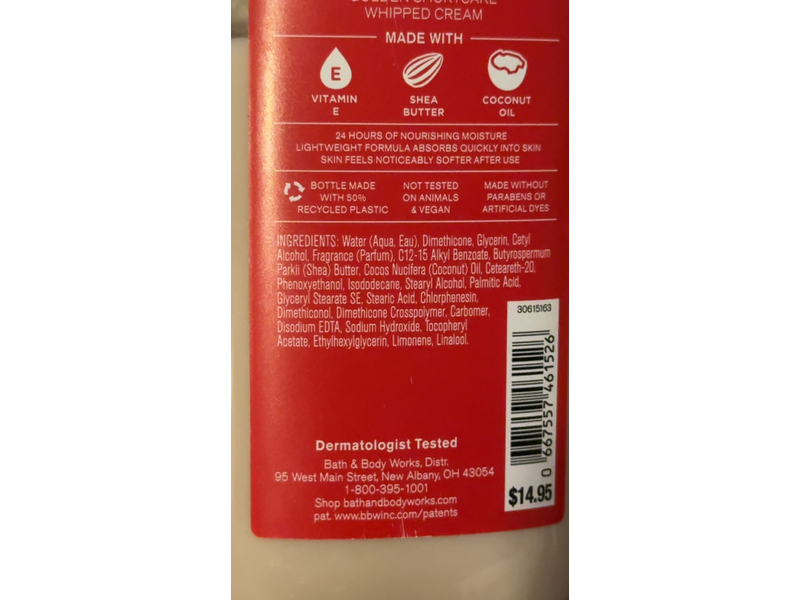 GOLDEN SHORTCAKE
WHIPPED CREAM
MADE WITH
E
VITAMIN
E
SHEA
BUTTER
COCONUT
OIL
24 HOURS OF NOURISHING MOISTURE
LIGHTWEIGHT FORMULA ABSORBS QUICKLY INTO SKIN
SKIN FEELS NOTICEABLY SOFTER AFTER USE
BOTTLE MADE
WITH 50%
RECYCLED PLASTIC
NOT TESTED
ON ANIMALS
& VEGAN
MADE WITHOUT
PARABENS OR
ARTIFICIAL DYES
INGREDIENTS: Water (Aqua, Eau), Dimethicone, Glycerin, Cetyl
Alcohol, Fragrance (Parfum), C12-15 Alkyl Benzoate, Butyrospermum
Parkii (Shea) Butter, Cocos Nucifera (Coconut) Oil, Ceteareth-20,
Phenoxyethanol, Isododecane, Stearyl Alcohol, Palmitic Acid,
Glyceryl Stearate SE, Stearic Acid, Chlorphenesin,
Dimethiconol, Dimethicone Crosspolymer, Carbomer,
Disodium EDTA, Sodium Hydroxide, Tocopheryl
Acetate, Ethylhexylglycerin, Limonene, Linalool.
30615163
0 667557 461526
$14.95
Dermatologist Tested
Bath & Body Works, Distr.
95 West Main Street, New Albany, OH 43054
1-800-395-1001
Shop bathandbodyworks.com
pat. www.bbwinc.com/patents